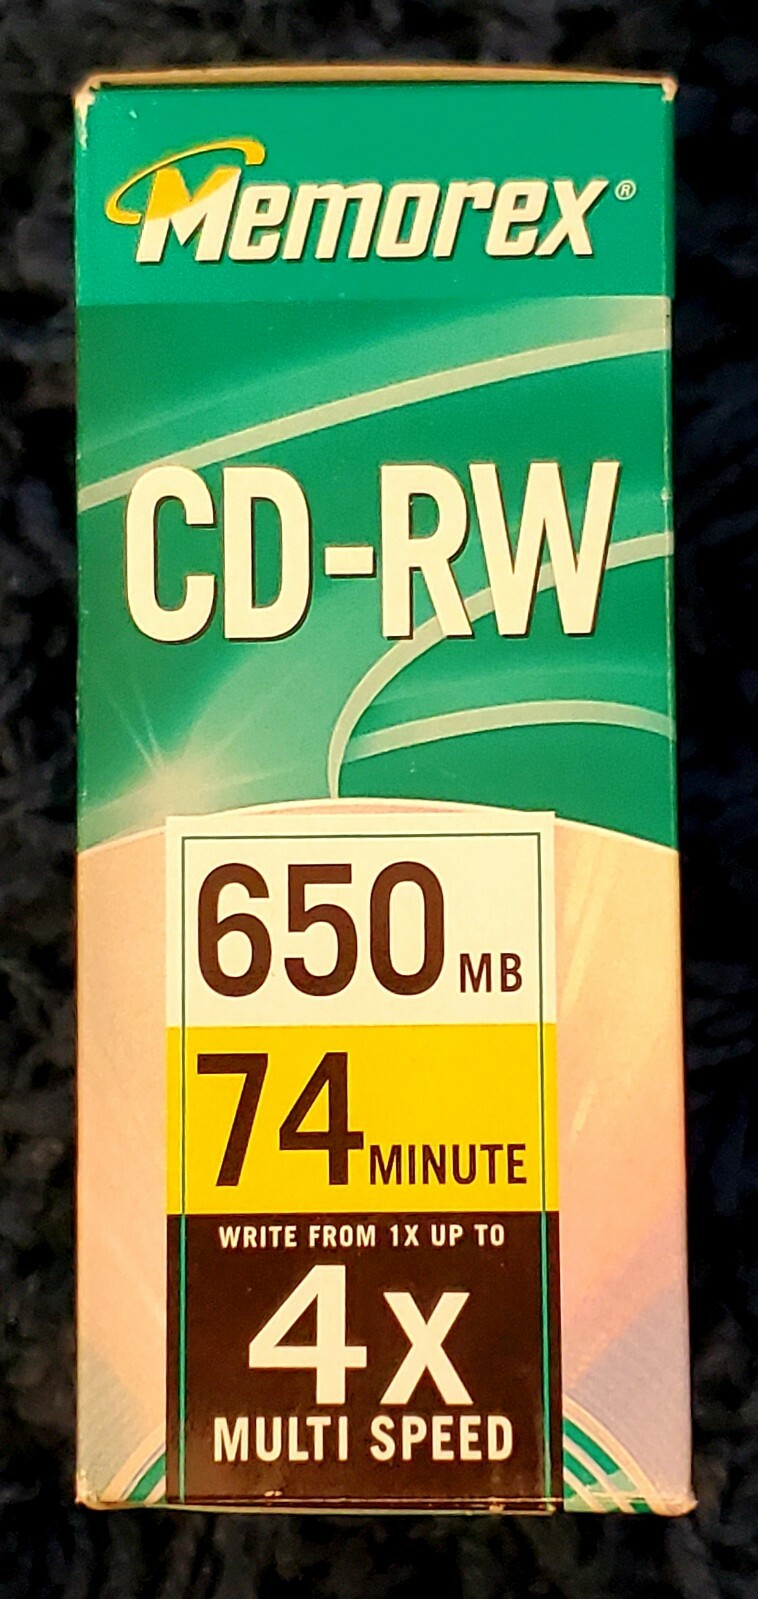 Memorex®
CD-RW
650 MB
74 MINUTE
WRITE FROM 1X UP TO
4X
MULTI SPEED